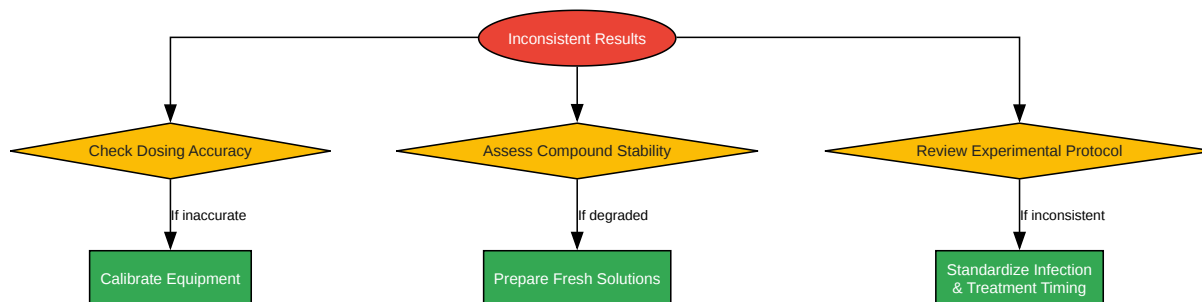 Inconsistent Results
Check Dosing Accuracy
Assess Compound Stability
Review Experimental Protocol
If inaccurate
If degraded
If inconsistent
Calibrate Equipment
Prepare Fresh Solutions
Standardize Infection
& Treatment Timing